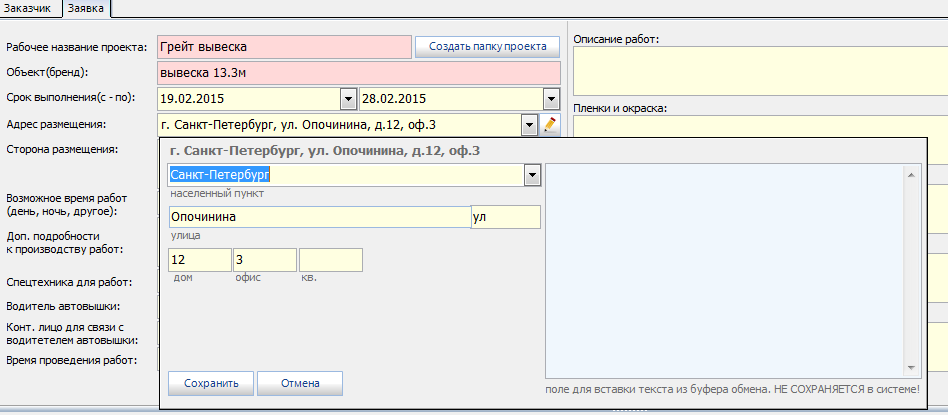 Заказчик Заявка
Рабочее название проекта: Грейт вывеска Создать папку проекта
Объект(бренд): вывеска 13.3м
Срок выполнения(с - по): 19.02.2015 28.02.2015
Адрес размещения: г. Санкт-Петербург, ул. Опочинина, д.12, оф.3
Сторона размещения:
Возможное время работ
(день, ночь, другое):
Доп. подробности
к производству работ:
Спецтехника для работ:
Водитель автовышки:
Конт. лицо для связи с
водитетелем автовышки:
Время проведения работ:
Описание работ:
Пленки и окраска:
г. Санкт-Петербург, ул. Опочинина, д.12, оф.3
Санкт-Петербург
населенный пункт
Опочинина ул
улица
12 3
дом офис кв.
Сохранить Отмена
поле для вставки текста из буфера обмена. НЕ СОХРАНЯЕТСЯ в системе!